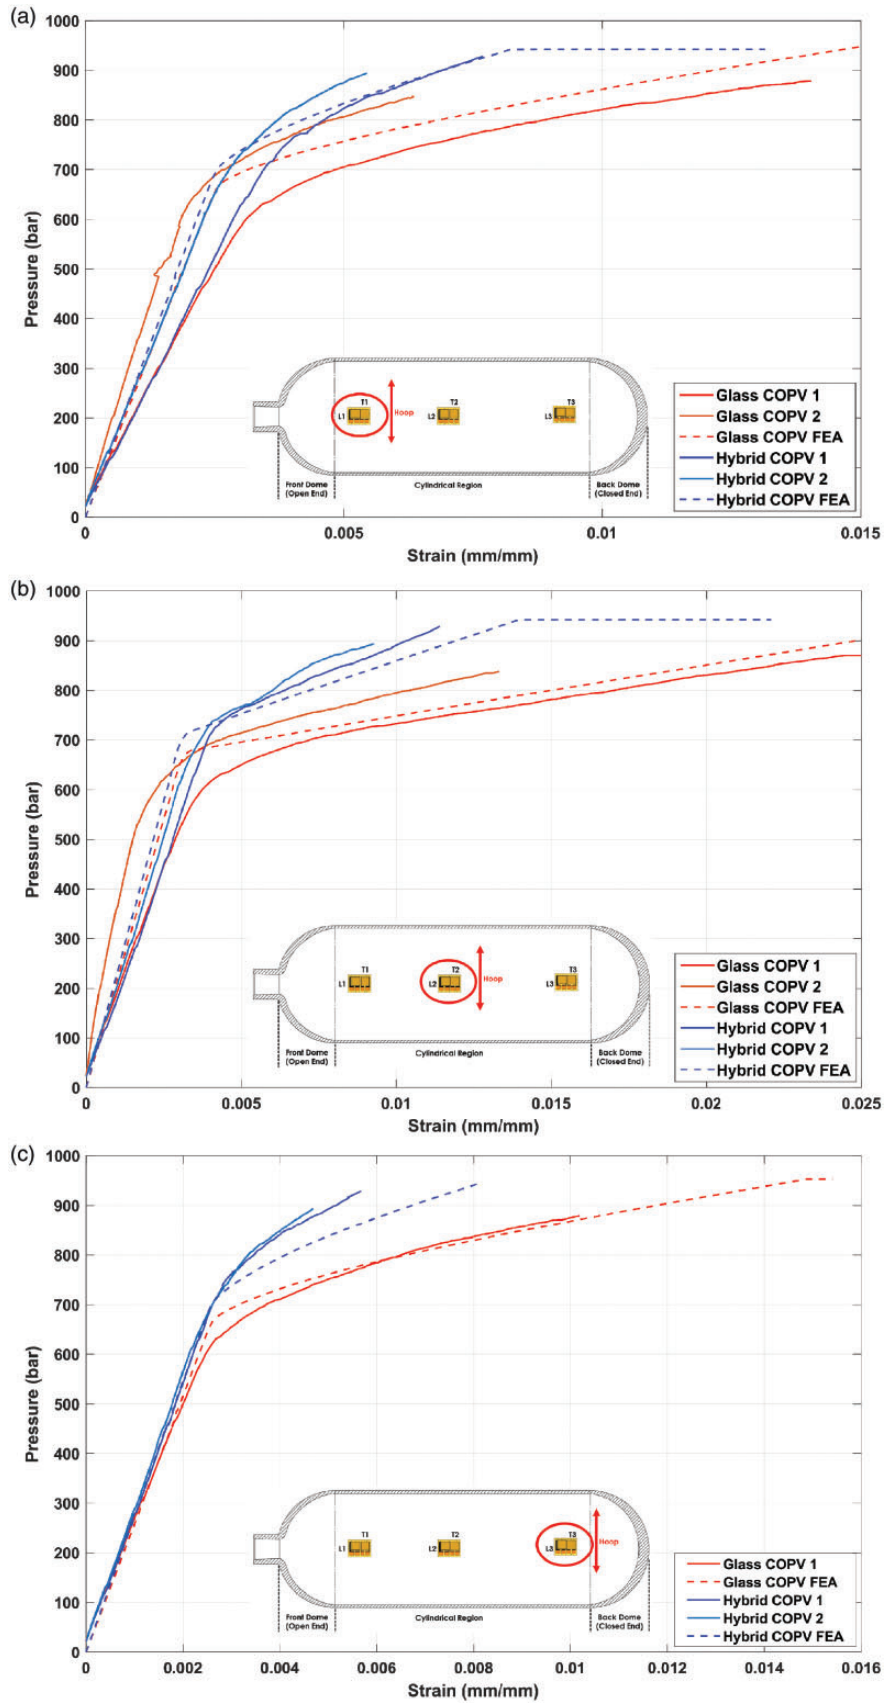 (a)
1000
900
800
700
600
500
400
300
200
100
0
Pressure (bar)
T1 T2 T3
L1 L2 L3
Hoop
Front Dome Cylindrical Region Back Dome
(Open End) (Closed End)
Glass COPV 1
Glass COPV 2
Glass COPV FEA
Hybrid COPV 1
Hybrid COPV 2
Hybrid COPV FEA
0 0.005 0.01 0.015
Strain (mm/mm)
(b)
1000
900
800
700
600
500
400
300
200
100
0
Pressure (bar)
T1 T2 T3
L1 L2 L3
Hoop
Front Dome Cylindrical Region Back Dome
(Open End) (Closed End)
Glass COPV 1
Glass COPV 2
Glass COPV FEA
Hybrid COPV 1
Hybrid COPV 2
Hybrid COPV FEA
0 0.005 0.01 0.015 0.02 0.025
Strain (mm/mm)
(c)
1000
900
800
700
600
500
400
300
200
100
0
Pressure (bar)
T1 T2 T3
L1 L2 L3
Hoop
Front Dome Cylindrical Region Back Dome
(Open End) (Closed End)
Glass COPV 1
Glass COPV FEA
Hybrid COPV 1
Hybrid COPV 2
Hybrid COPV FEA
0 0.002 0.004 0.006 0.008 0.01 0.012 0.014 0.016
Strain (mm/mm)